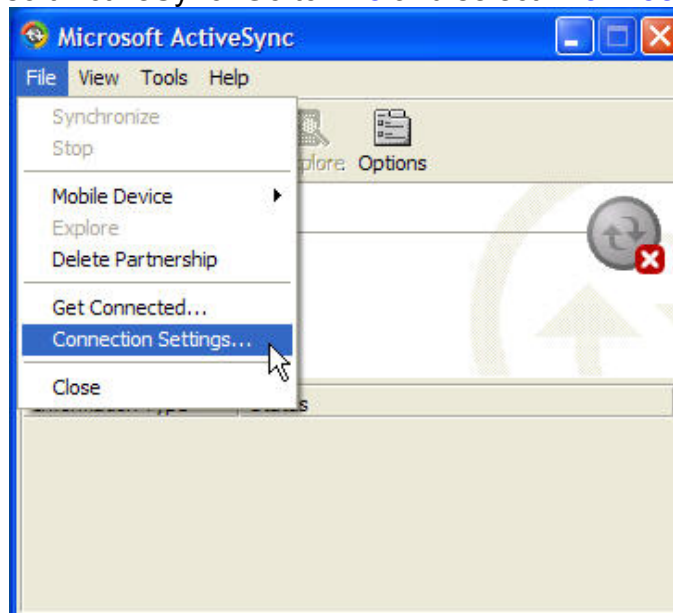 Microsoft ActiveSync
File View Tools Help
Synchronize
Stop
Options
Mobile Device
Explore
Delete Partnership
Get Connected...
Connection Settings...
Close